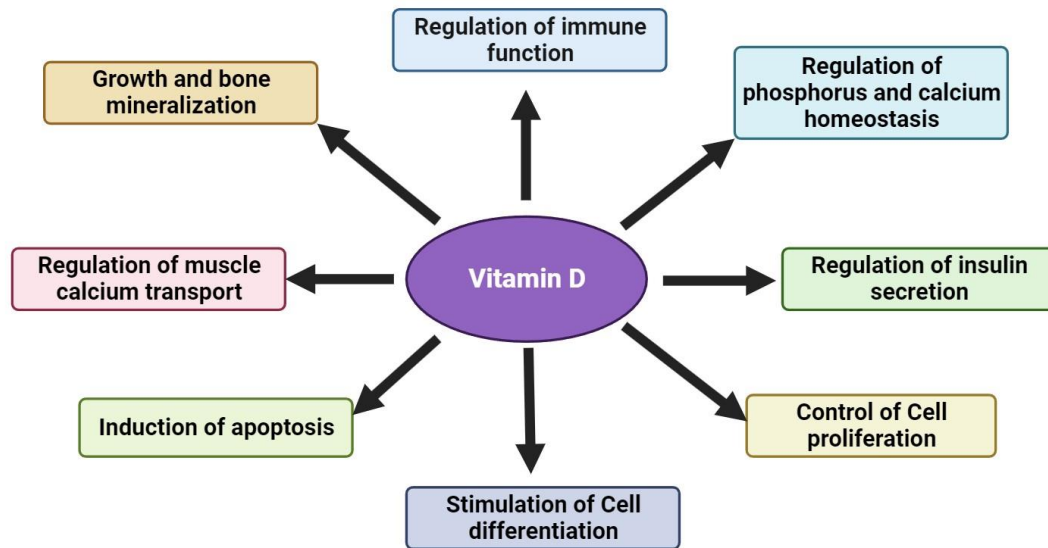 Regulation of immune
function
Growth and bone
mineralization
Regulation of
phosphorus and calcium
homeostasis
Regulation of muscle
calcium transport
Vitamin D
Regulation of insulin
secretion
Induction of apoptosis
Control of Cell
proliferation
Stimulation of Cell
differentiation